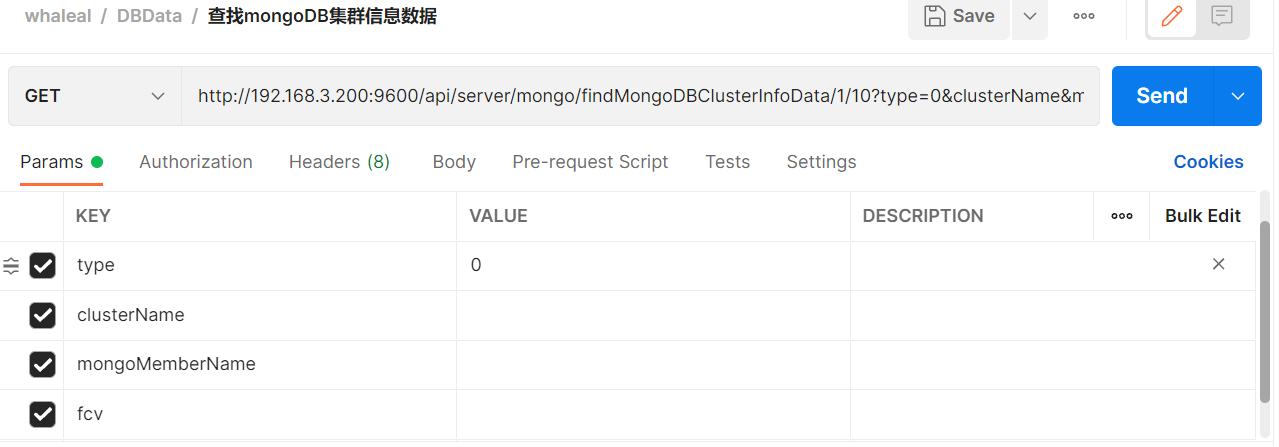 whaleal / DBData / 查找mongoDB集群信息数据 Save
GET http://192.168.3.200:9600/api/server/mongo/findMongoDBClusterInfoData/1/10?type=0&clusterName&m Send
Params Authorization Headers (8) Body Pre-request Script Tests Settings Cookies
KEY VALUE DESCRIPTION Bulk Edit
type 0
clusterName
mongoMemberName
fcv